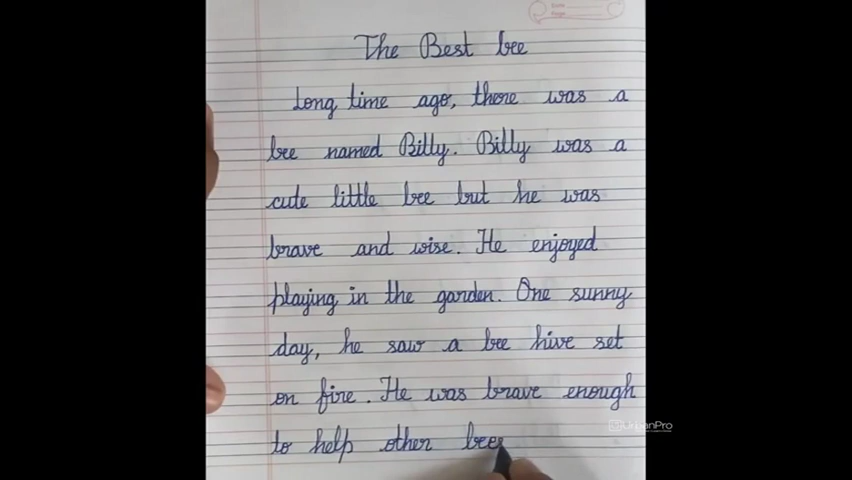 The Best bee
Long time ago, there was a
bee named Billy. Billy was a
cute little bee but he was
brave and wise. He enjoyed
playing in the garden. One sunny
day, he saw a bee hive set
on fire. He was brave enough
UrbanPro
to help other bees